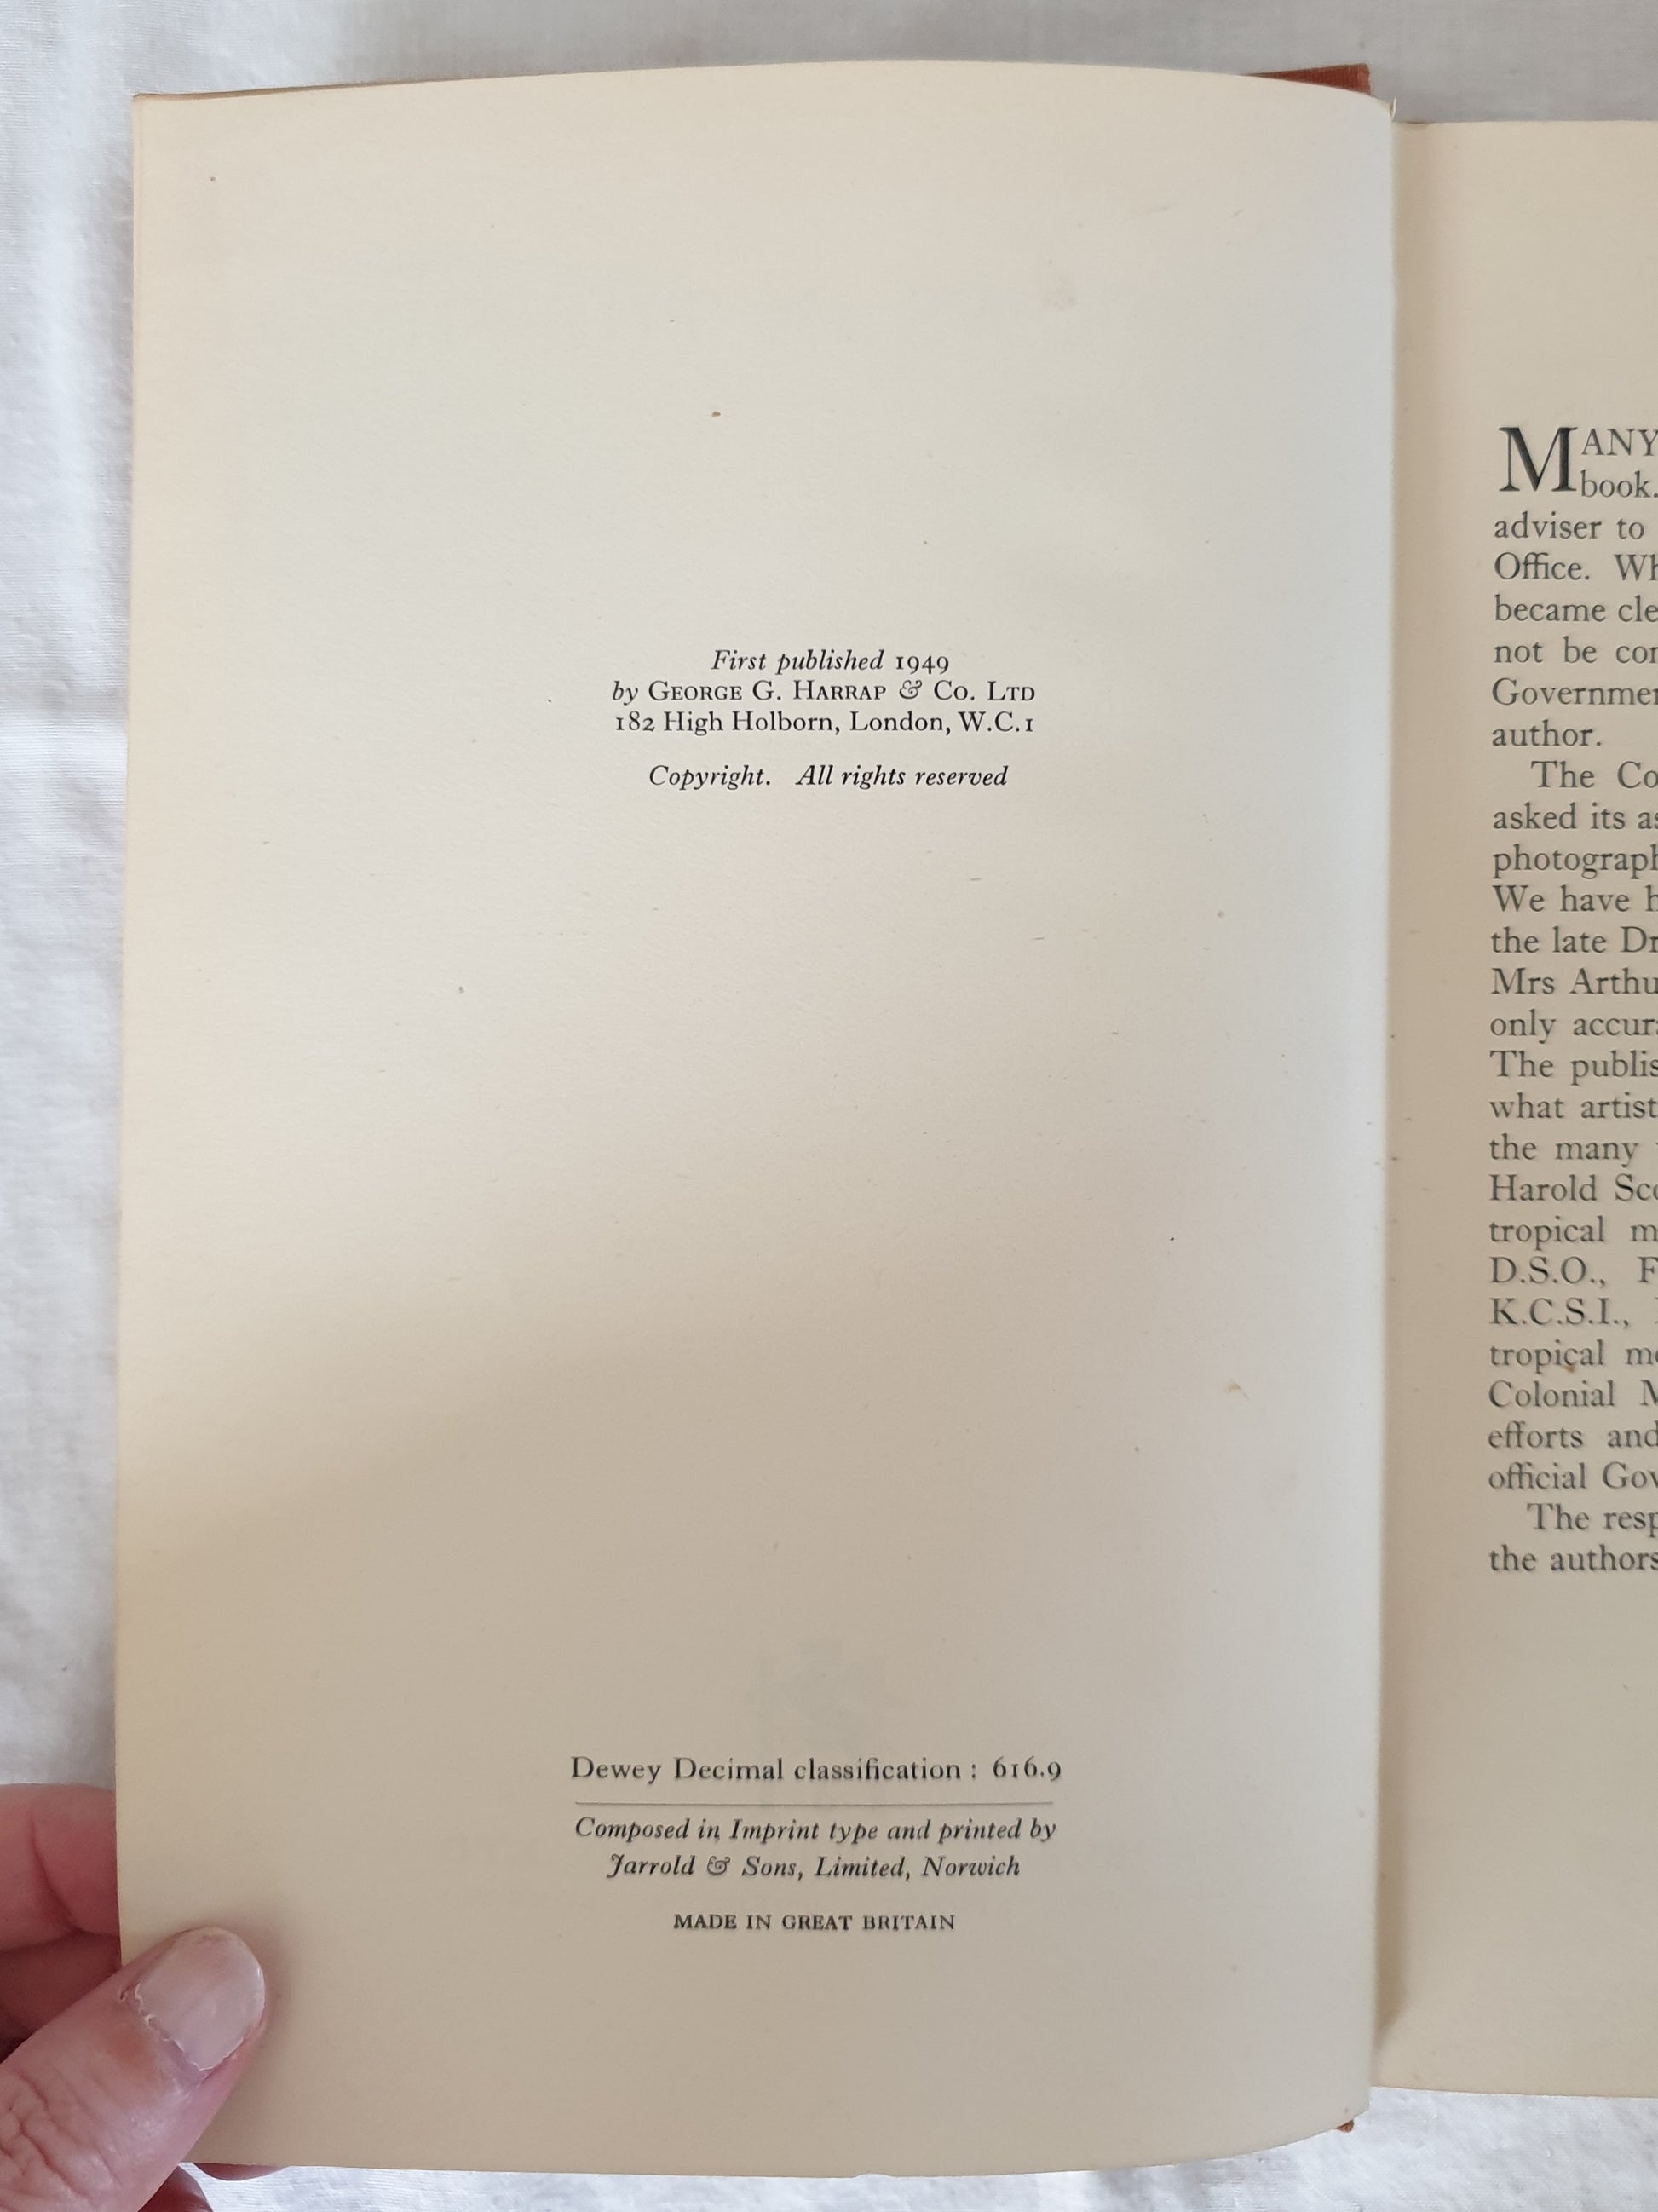 First published 1949
by GEORGE G. HARRAP & Co. LTD
182 High Holborn, London, W.C.1
Copyright. All rights reserved
Dewey Decimal classification : 616.9
Composed in Imprint type and printed by
Jarrold & Sons, Limited, Norwich
MADE IN GREAT BRITAIN
MANY
book.
adviser to
Office.
became
not be
author.
The
asked its
We have
the late
Mrs
only
The
what
the many
Harold
tropical
D.S.O.,
K.C.S.I.,
tropical
Colonial
efforts and
official
The
the authors